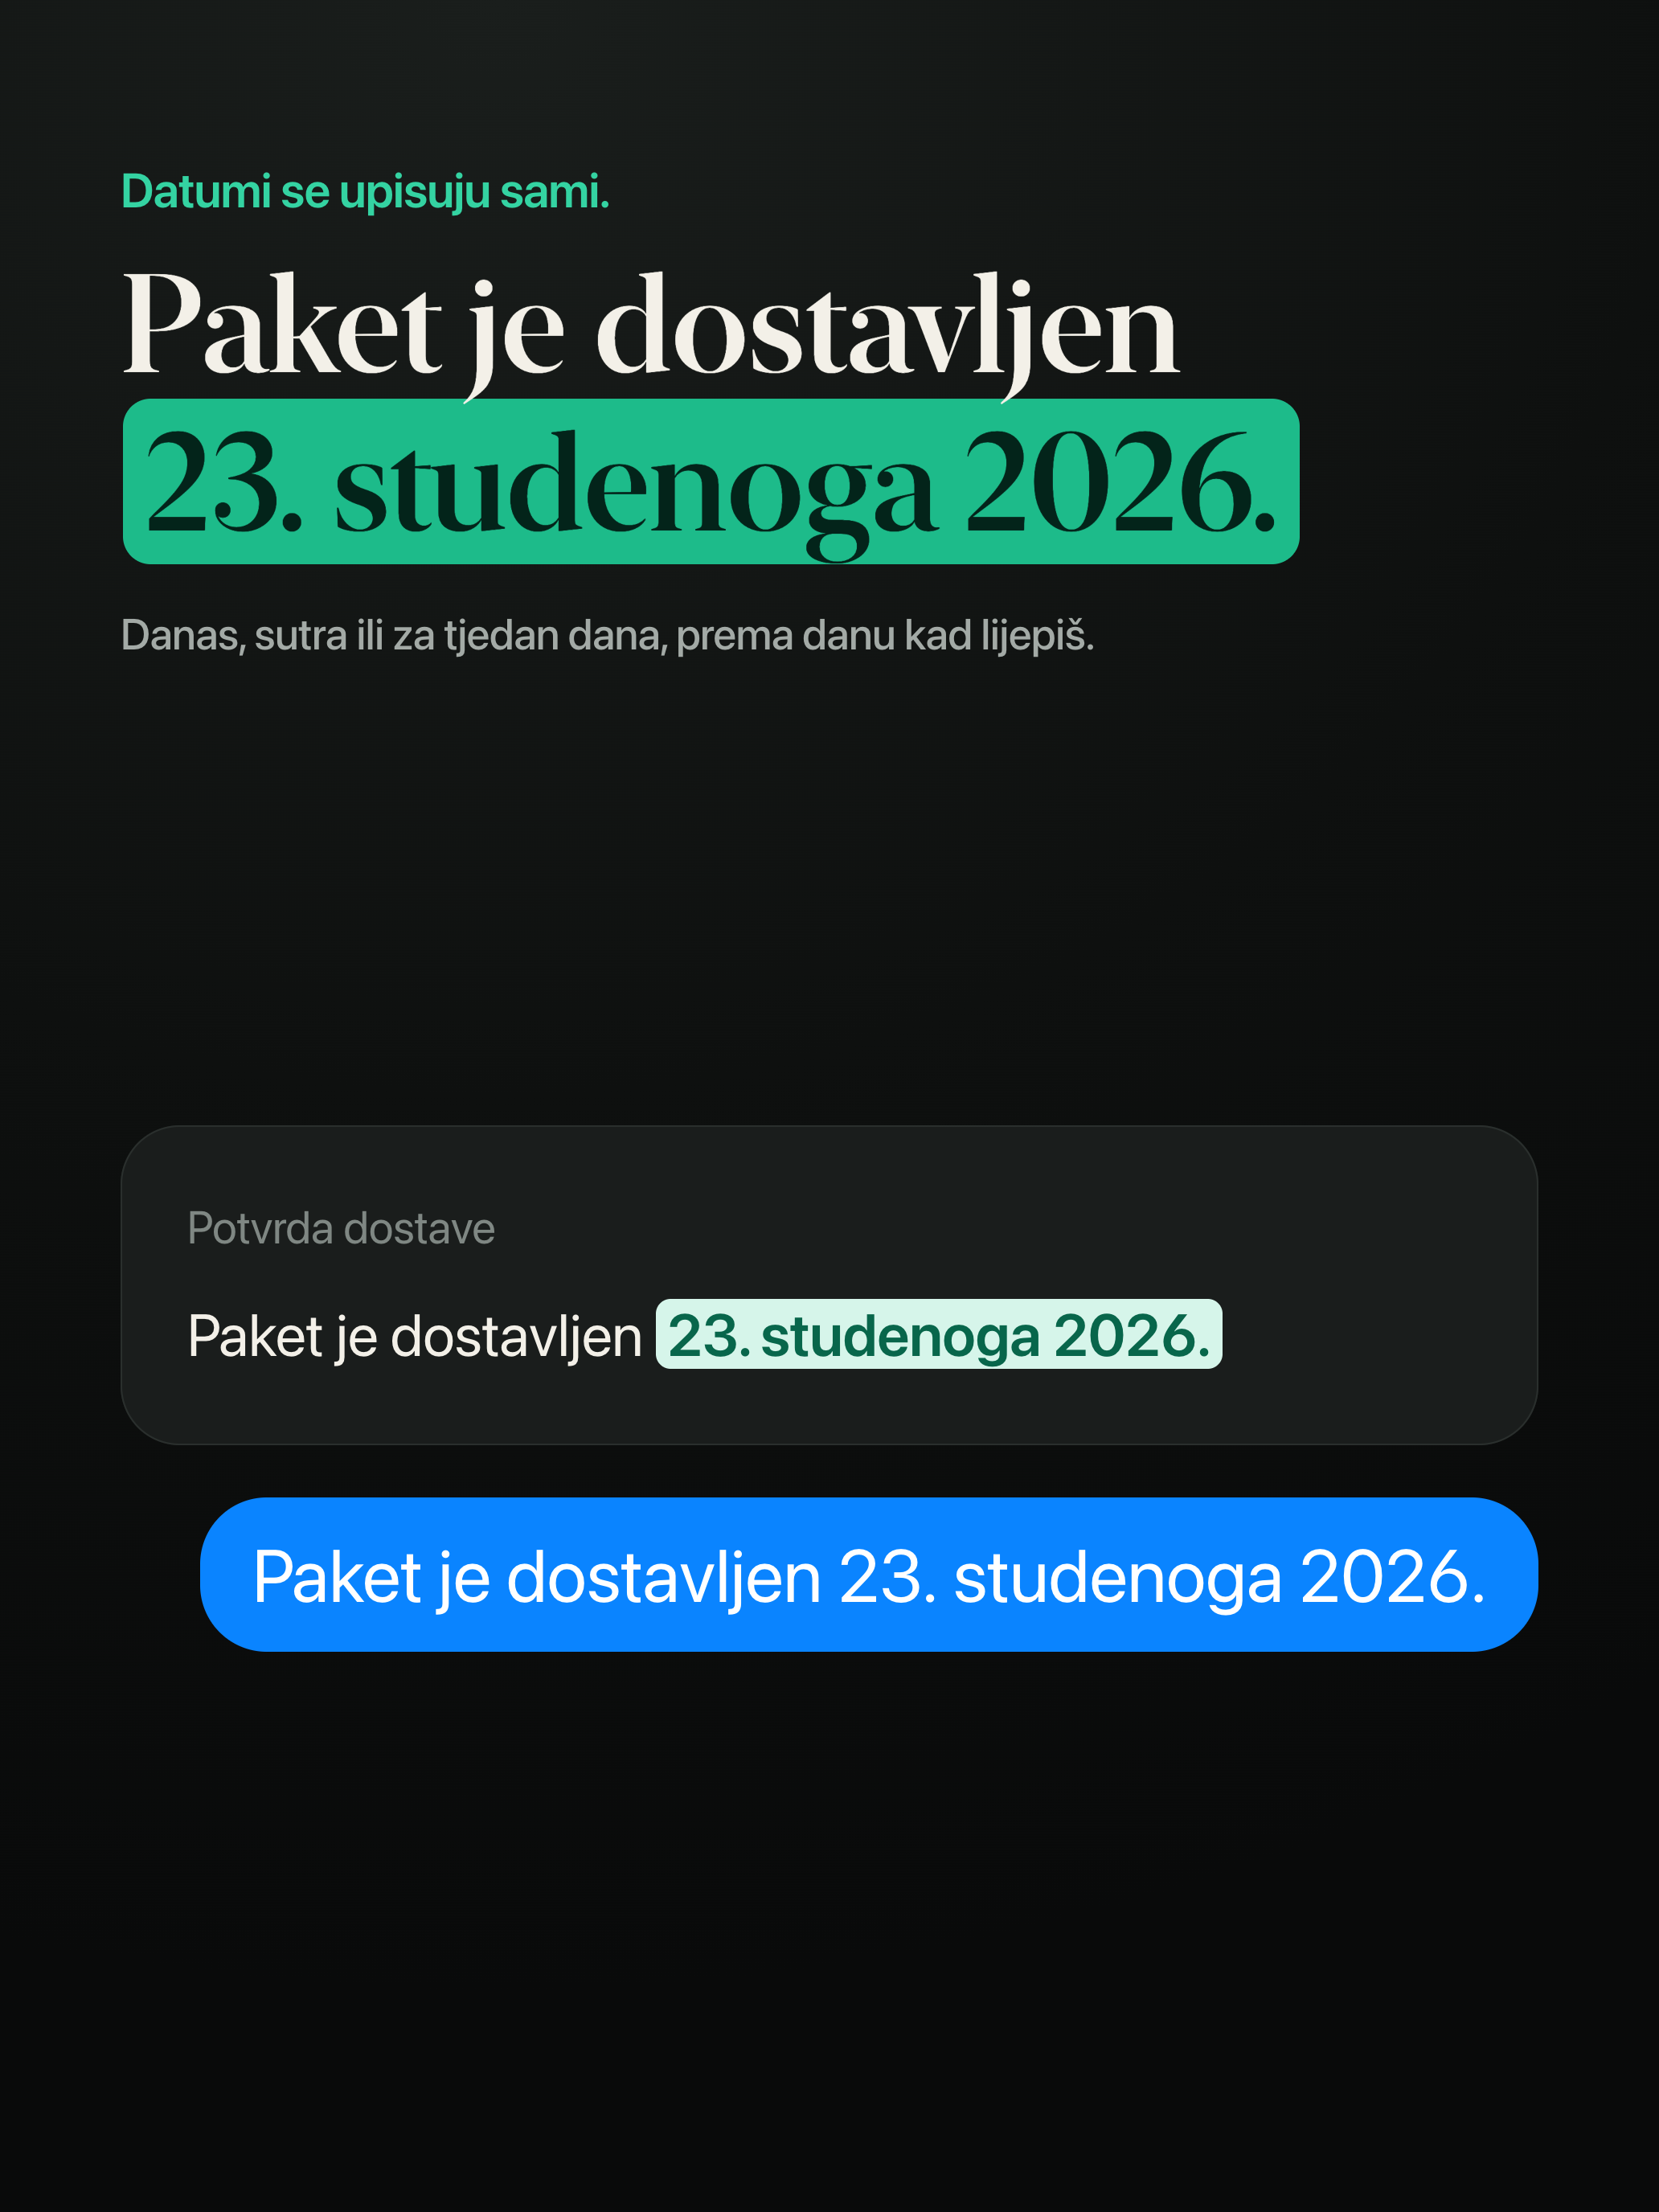 Datumi se upisuju sami.
Paket je dostavljen
23. studenoga 2026.
Danas, sutra ili za tjedan dana, prema danu kad lijepiš.
Potvrda dostave
Paket je dostavljen 23. studenoga 2026.
Paket je dostavljen 23. studenoga 2026.